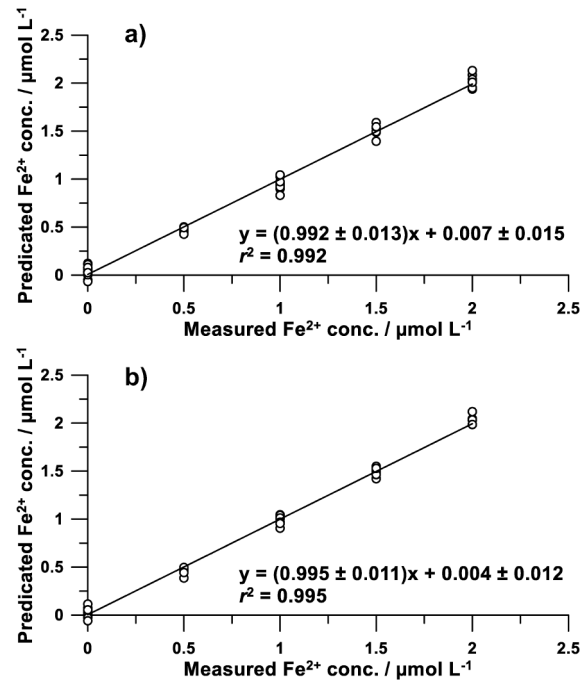 a)
Predicated Fe²⁺ conc. / µmol L⁻¹
2.5
2
1.5
1
0.5
0
y = (0.992 ± 0.013)x + 0.007 ± 0.015
r² = 0.992
0 0.5 1 1.5 2 2.5
Measured Fe²⁺ conc. / µmol L⁻¹
b)
Predicated Fe²⁺ conc. / µmol L⁻¹
2.5
2
1.5
1
0.5
0
y = (0.995 ± 0.011)x + 0.004 ± 0.012
r² = 0.995
0 0.5 1 1.5 2 2.5
Measured Fe²⁺ conc. / µmol L⁻¹